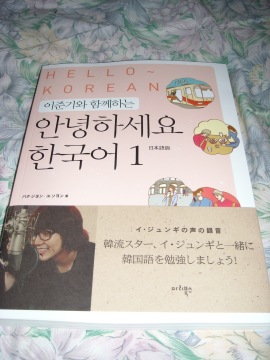 HELLO~
KOREAN
이준기와 함께하는
안녕하세요
한국어 1
日本語版
イ・ジュンギの声の録音
韓流スター、イ・ジュンギと一緒に
韓国語を勉強しましょう!